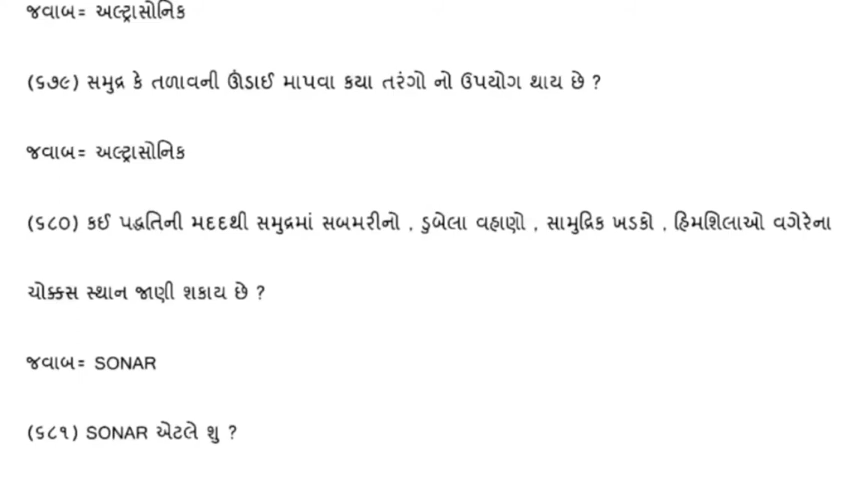 જવાબ= અલ્ટ્રાસોનિક
(૬૭૯) સમુદ્ર કે તળાવની ઊંડાઈ માપવા કયા તરંગો નો ઉપયોગ થાય છે ?
જવાબ= અલ્ટ્રાસોનિક
(૬૮૦) કઈ પદ્ધતિની મદદથી સમુદ્રમાં સબમરીનો , ડુબેલા વહાણો , સામુદ્રિક ખડકો , હિમશિલાઓ વગેરેના
ચોક્કસ સ્થાન જાણી શકાય છે ?
જવાબ= SONAR
(૬૮૧) SONAR એટલે શુ ?